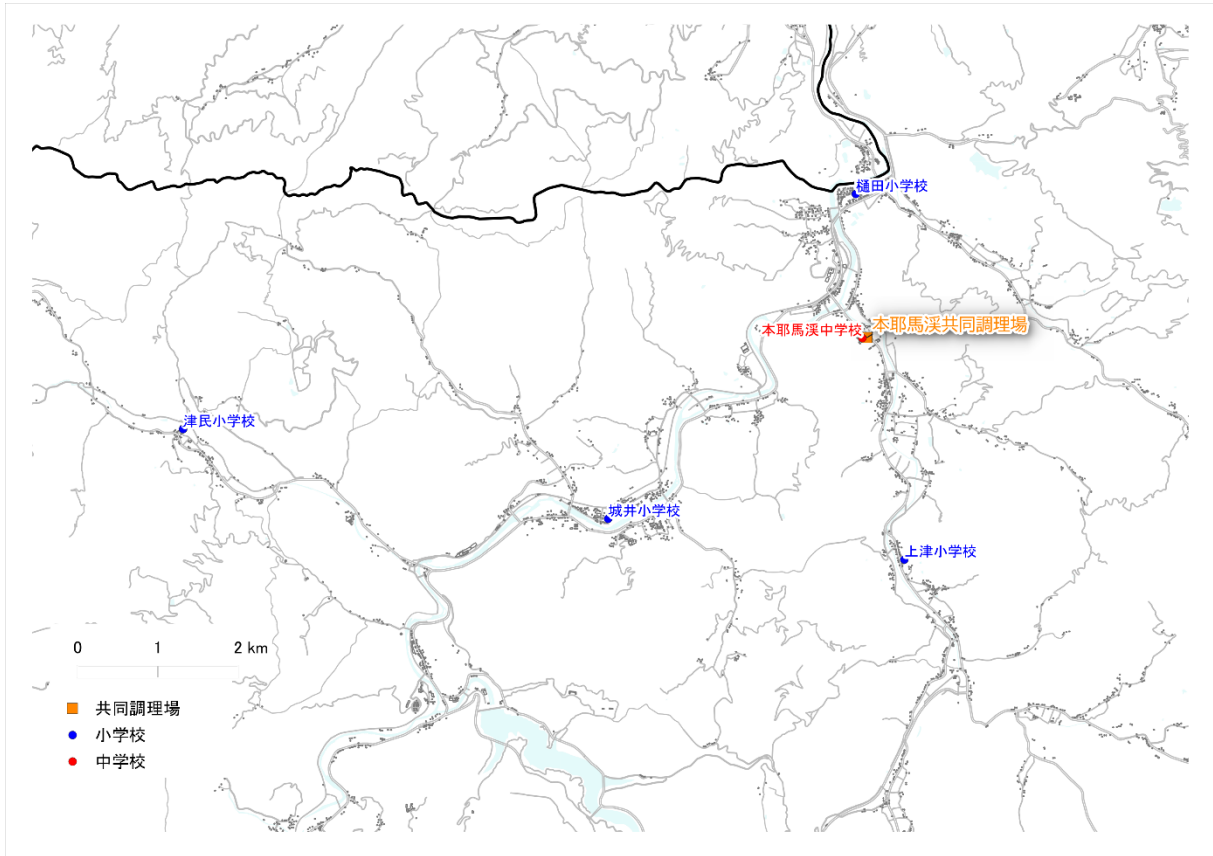 樋田小学校
本耶馬渓中学校
本耶馬渓共同調理場
津民小学校
城井小学校
上津小学校
0 1 2 km
共同調理場
小学校
中学校